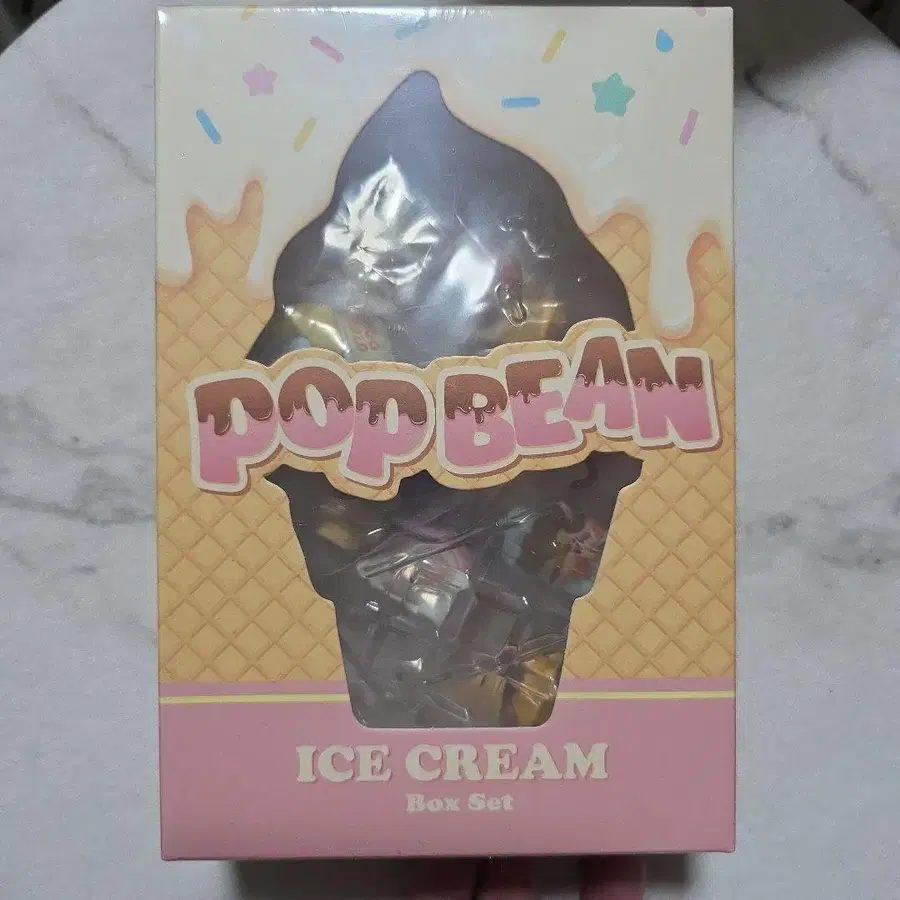 POP BEAN
ICE CREAM
Box Set